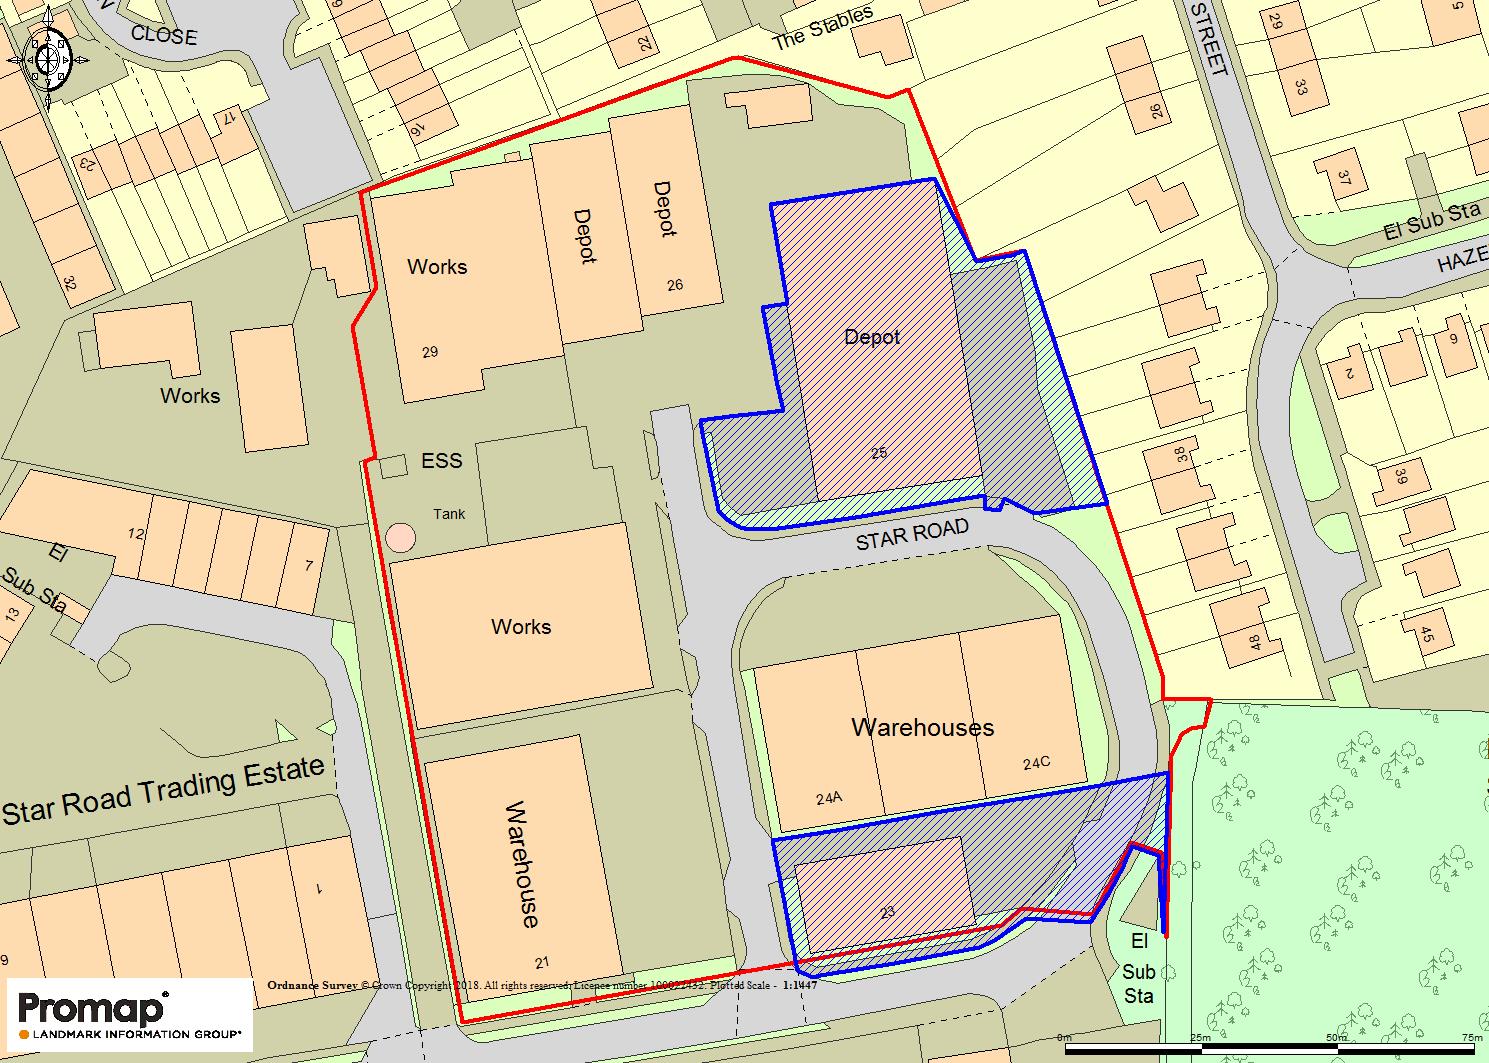 CLOSE
The Stables
STREET
29
33
5
22
16
17
23
26
37
El Sub Sta
HAZE
32
Works
29
Depot
Depot
26
Depot
25
Works
2
6
38
39
48
45
ESS
Tank
STAR ROAD
12
El
Sub Sta
7
13
Works
Warehouses
24A
24C
Star Road Trading Estate
Warehouse
21
23
1
9
El
Sub
Sta
Promap®
LANDMARK INFORMATION GROUP®
Ordnance Survey © Crown Copyright 2018. All rights reserved. Licence number 100022432. Plotted Scale - 1:1447
0m 25m 50m 75m